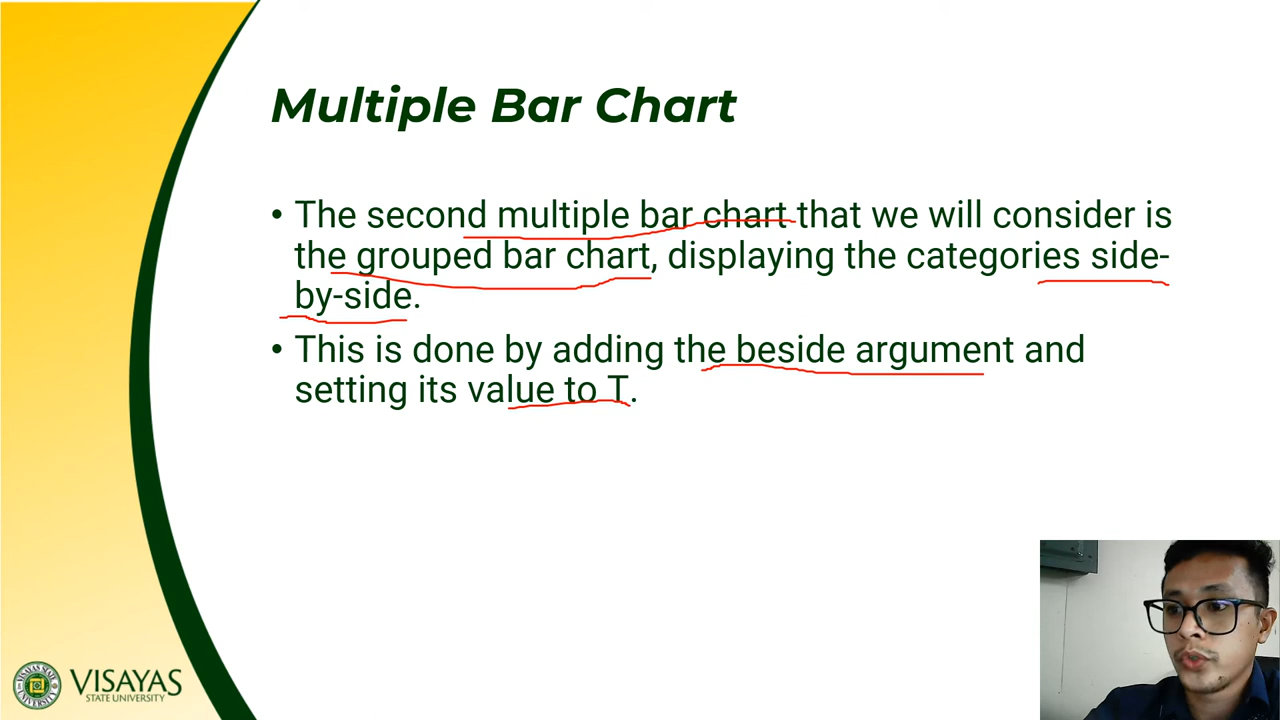 Multiple Bar Chart
• The second multiple bar chart that we will consider is
the grouped bar chart, displaying the categories side-
by-side.
• This is done by adding the beside argument and
setting its value to T.
VISAYAS
STATE UNIVERSITY